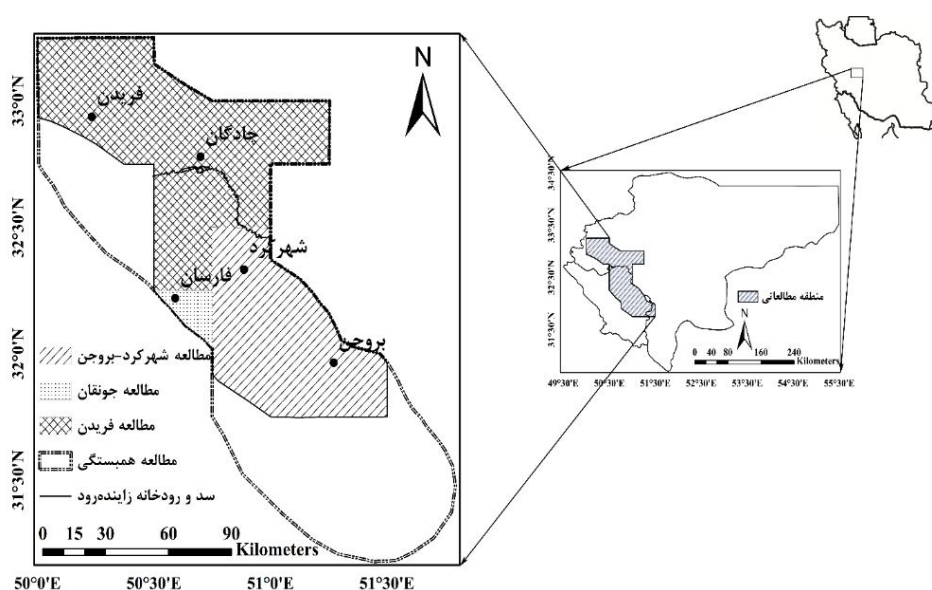 N
33°0'N
32°30'N
32°0'N
31°30'N
فریدن
چادگان
شهرکرد
فارسان
بروجن
مطالعه شهرکرد-بروجن
مطالعه جونقان
مطالعه فریدن
مطالعه همبستگی
سد و رودخانه زاینده‌رود
0 15 30 60 90
Kilometers
50°0'E 50°30'E 51°0'E 51°30'E
34°30'N
33°30'N
32°30'N
31°30'N
منطقه مطالعاتی
N
0 40 80 160 240
Kilometers
49°30'E 50°30'E 51°30'E 52°30'E 53°30'E 54°30'E 55°30'E